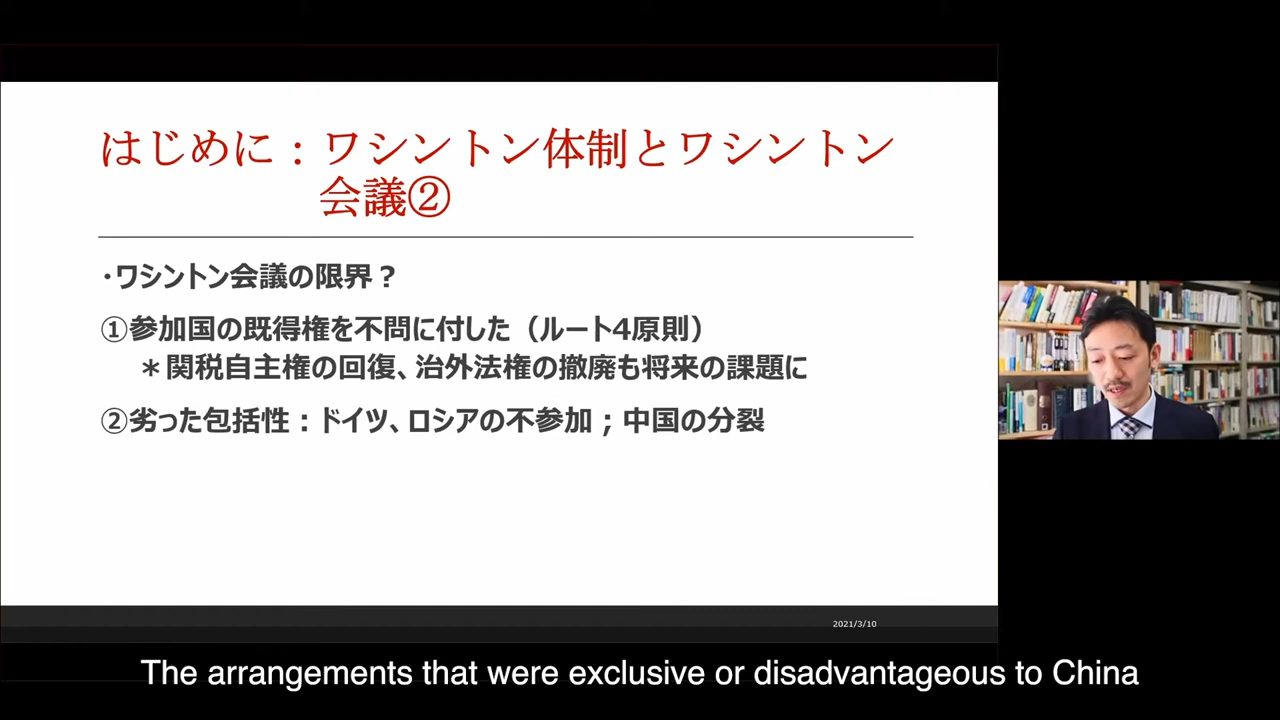 はじめに：ワシントン体制とワシントン
会議②
・ワシントン会議の限界？
①参加国の既得権を不問に付した（ルート4原則）
＊関税自主権の回復、治外法権の撤廃も将来の課題に
②劣った包括性：ドイツ、ロシアの不参加；中国の分裂
2021/3/10
The arrangements that were exclusive or disadvantageous to China